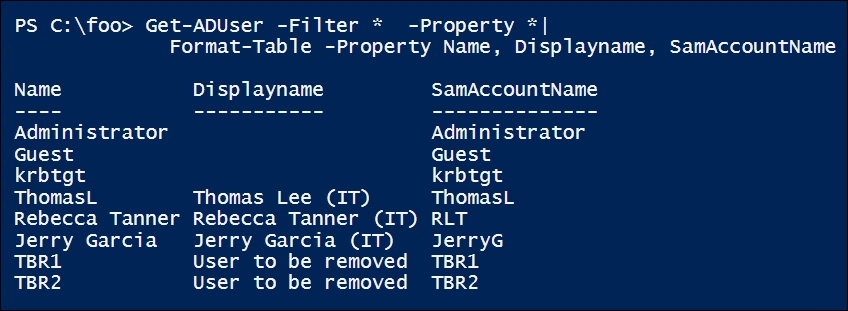 PS C:\foo> Get-ADUser -Filter *  -Property *|
           Format-Table -Property Name, Displayname, SamAccountName
Name           Displayname          SamAccountName
----           -----------          --------------
Administrator                       Administrator
Guest                               Guest
krbtgt                              krbtgt
ThomasL        Thomas Lee (IT)      ThomasL
Rebecca Tanner Rebecca Tanner (IT) RLT
Jerry Garcia   Jerry Garcia (IT)    JerryG
TBR1           User to be removed   TBR1
TBR2           User to be removed   TBR2